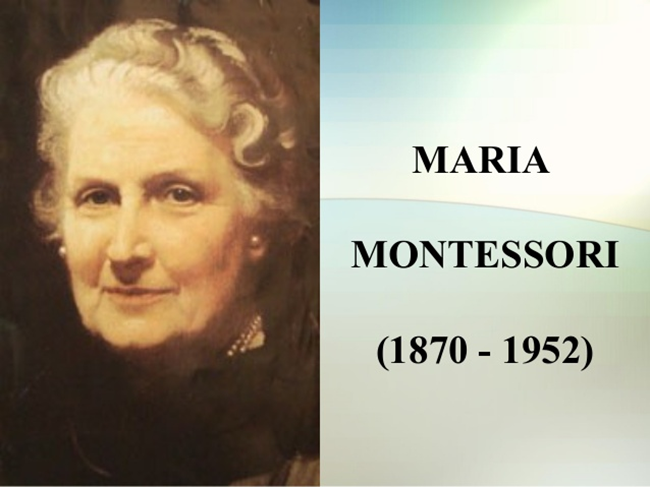 MARIA
MONTESSORI
(1870 - 1952)